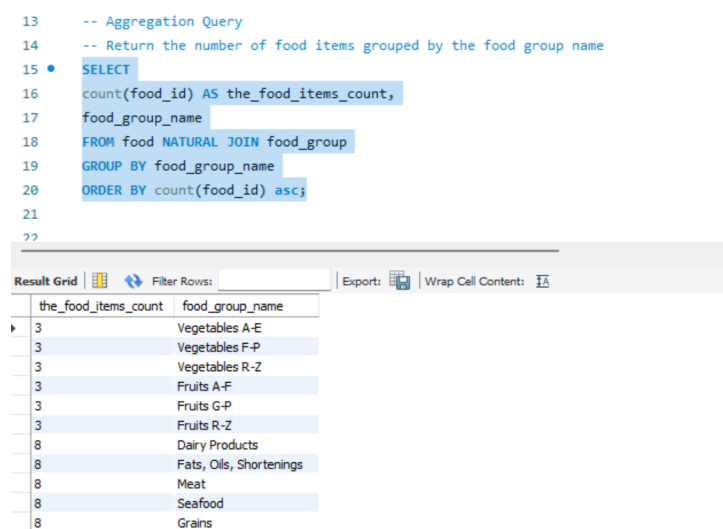 13 -- Aggregation Query
14 -- Return the number of food items grouped by the food group name
15 SELECT
16 count(food_id) AS the_food_items_count,
17 food_group_name
18 FROM food NATURAL JOIN food_group
19 GROUP BY food_group_name
20 ORDER BY count(food_id) asc;
21
22
Result Grid Filter Rows: Export: Wrap Cell Content: IA
the_food_items_count food_group_name
3 Vegetables A-E
3 Vegetables F-P
3 Vegetables R-Z
3 Fruits A-F
3 Fruits G-P
3 Fruits R-Z
8 Dairy Products
8 Fats, Oils, Shortenings
8 Meat
8 Seafood
8 Grains